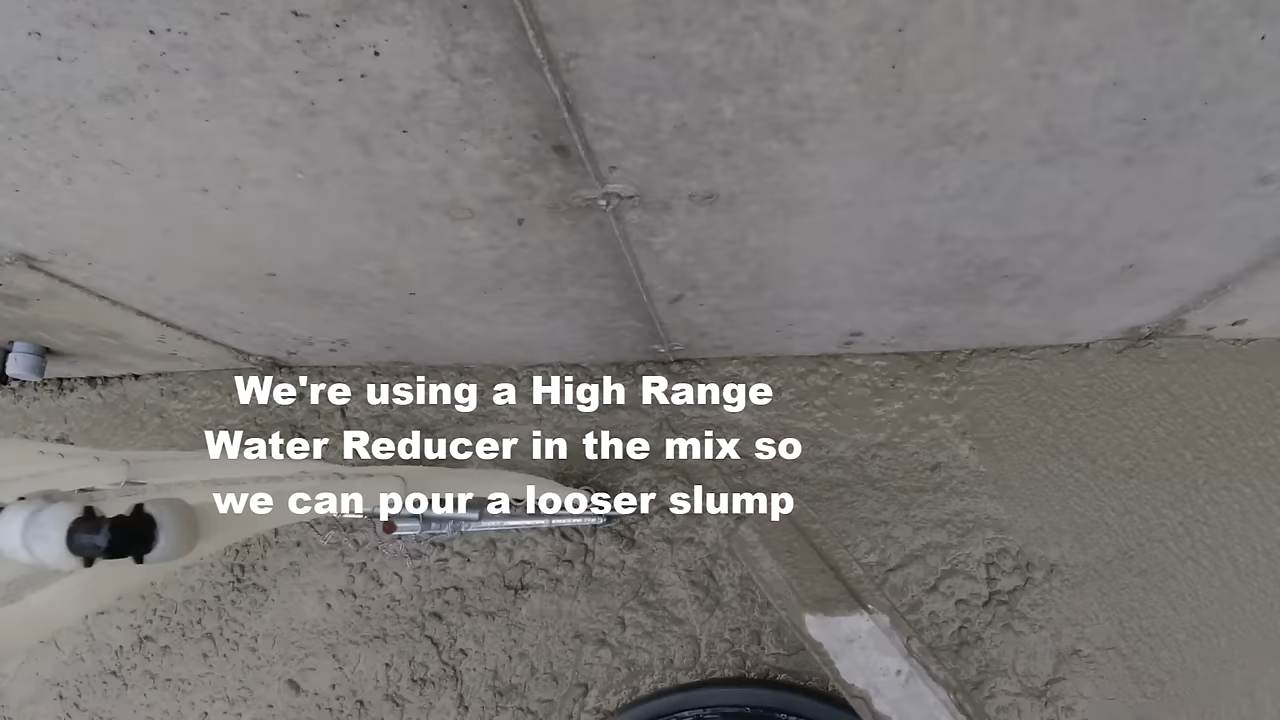 We're using a High Range
Water Reducer in the mix so
we can pour a looser slump